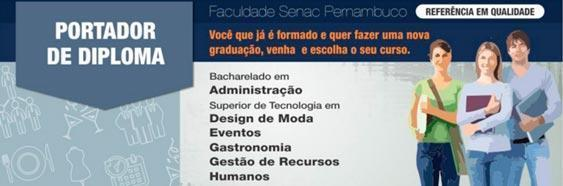 PORTADOR
DE DIPLOMA
Faculdade Senac Pernambuco
REFERÊNCIA EM QUALIDADE
Você que já é formado e quer fazer uma nova
graduação, venha e escolha o seu curso.
Bacharelado em
Administração
Superior de Tecnologia em
Design de Moda
Eventos
Gastronomia
Gestão de Recursos
Humanos